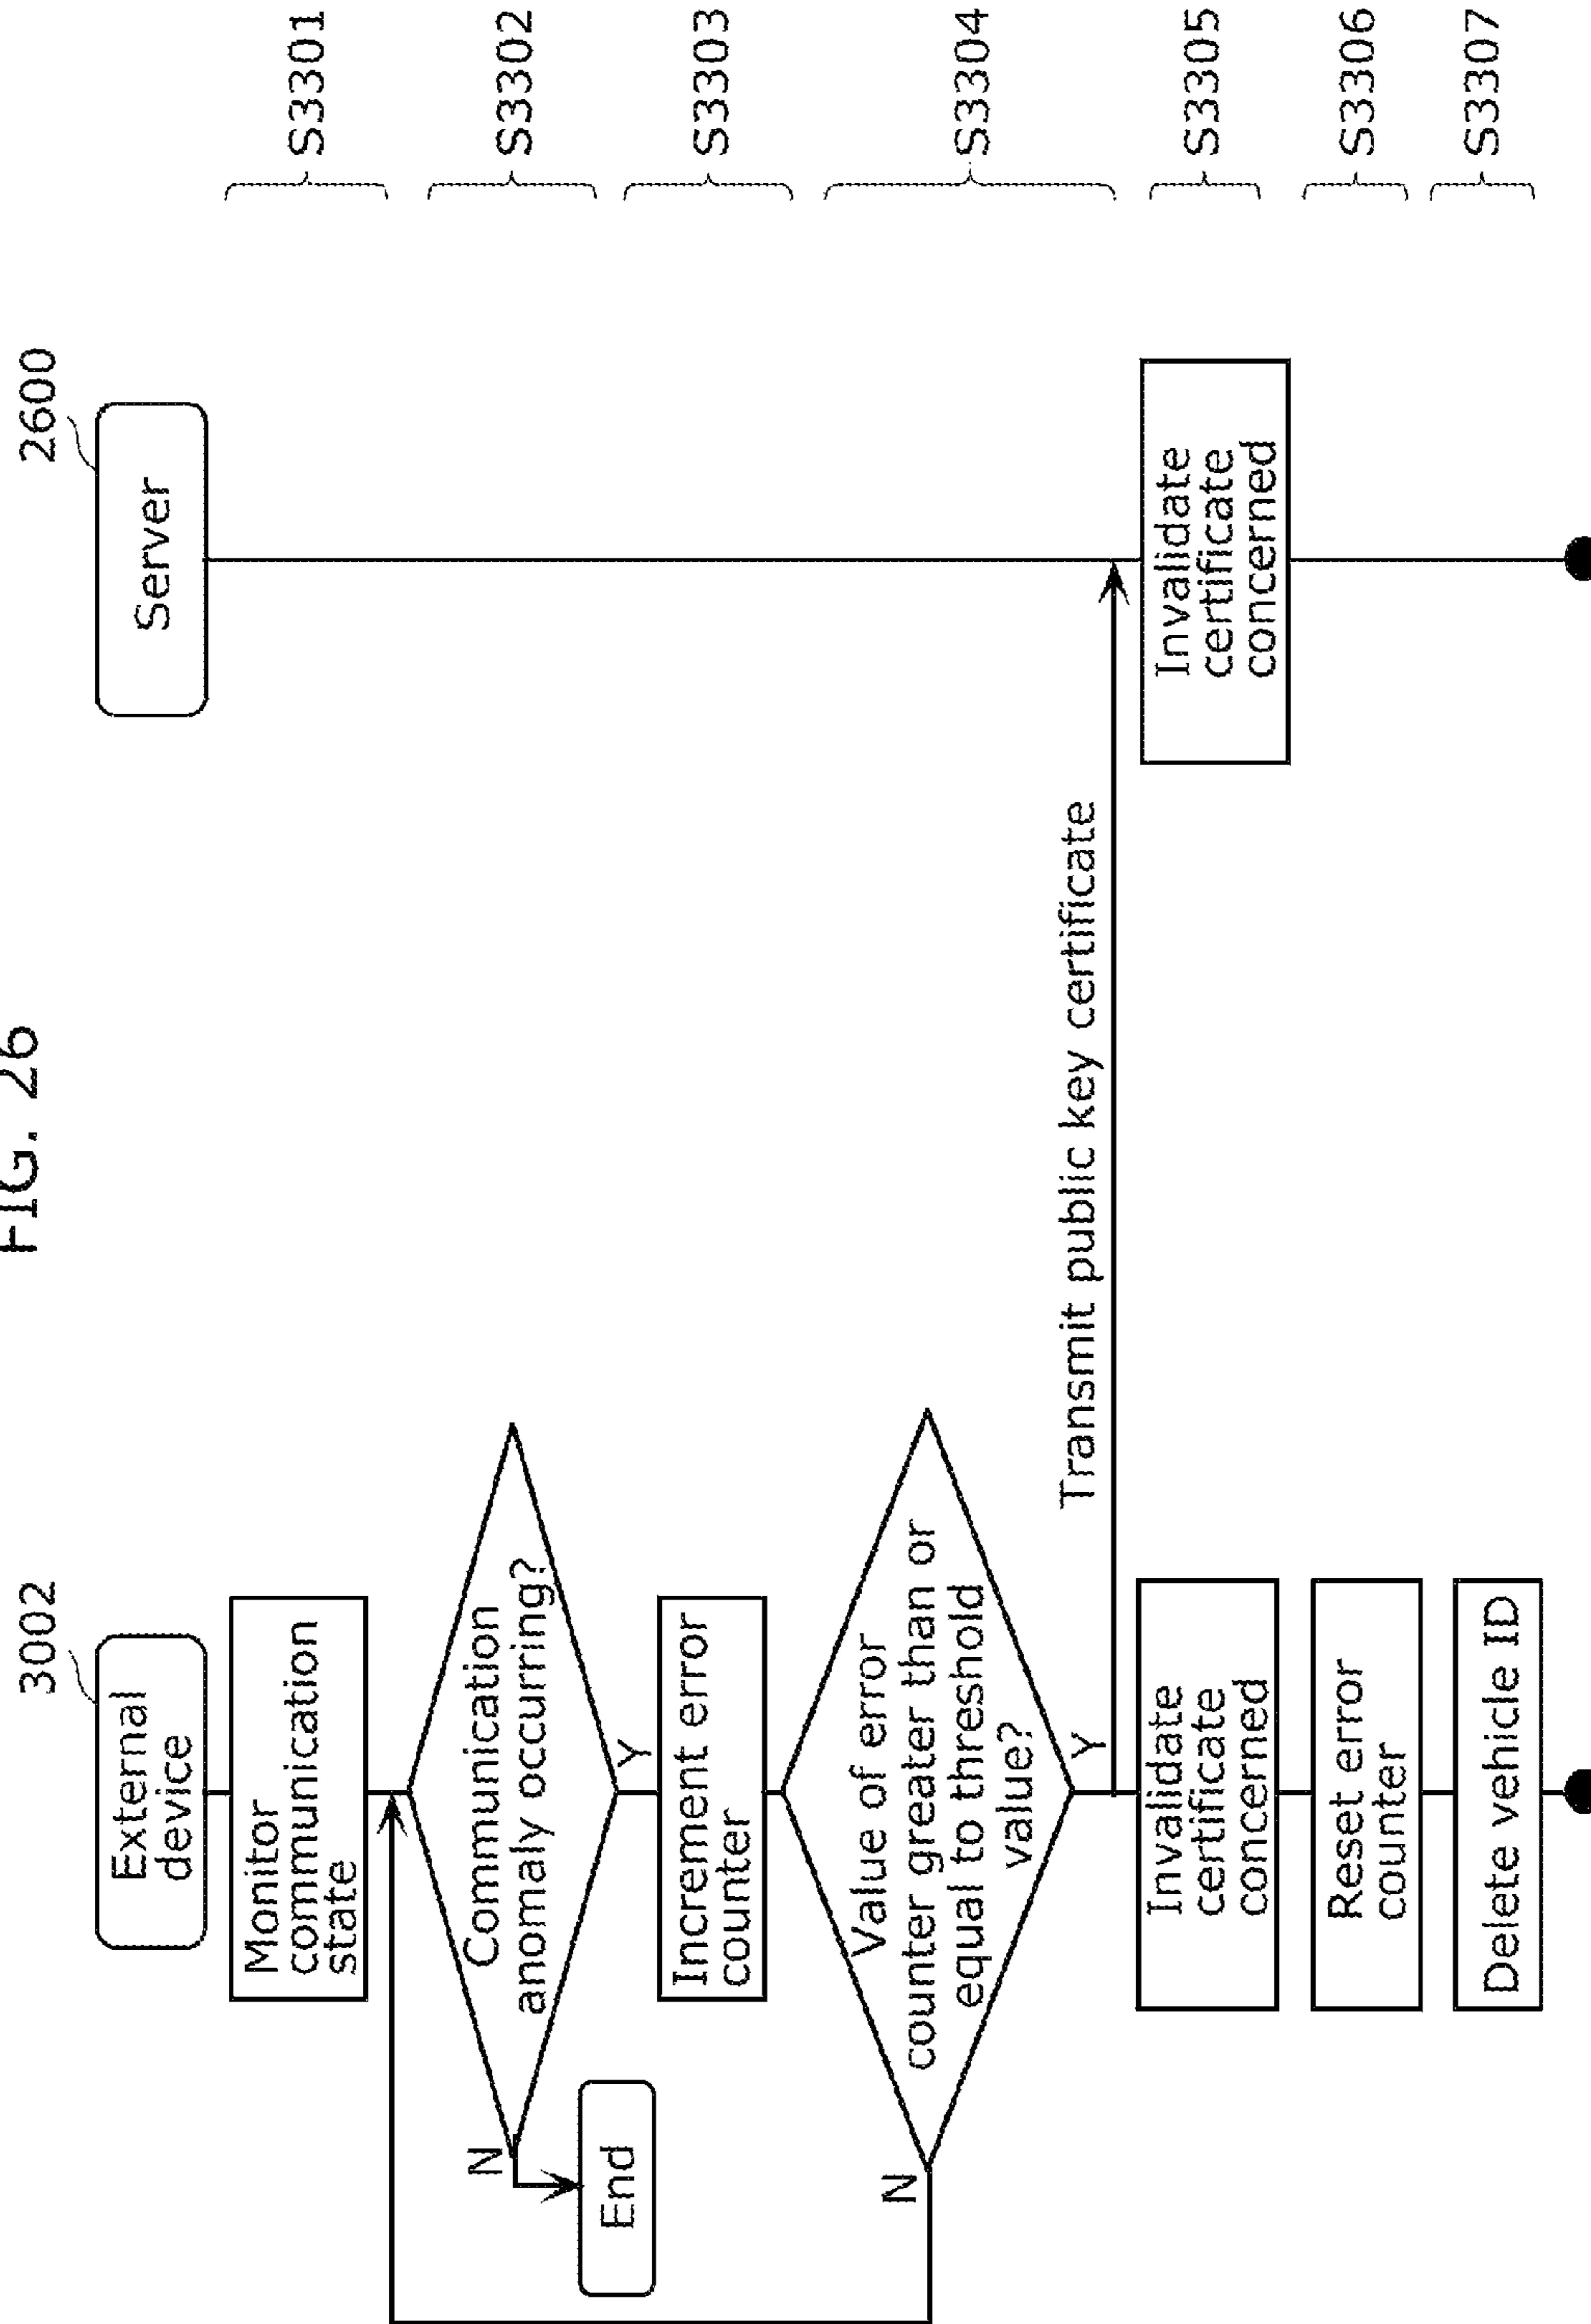 FIG. 26
3002
2600
External
device
Server
Monitor
communication
state
S3301
Communication
anomaly occurring?
N
Y
End
S3302
Increment error
counter
S3303
Value of error
counter greater than or
equal to threshold
value?
N
Y
S3304
Transmit public key certificate
Invalidate
certificate
concerned
Invalidate
certificate
concerned
S3305
Reset error
counter
S3306
Delete vehicle ID
S3307